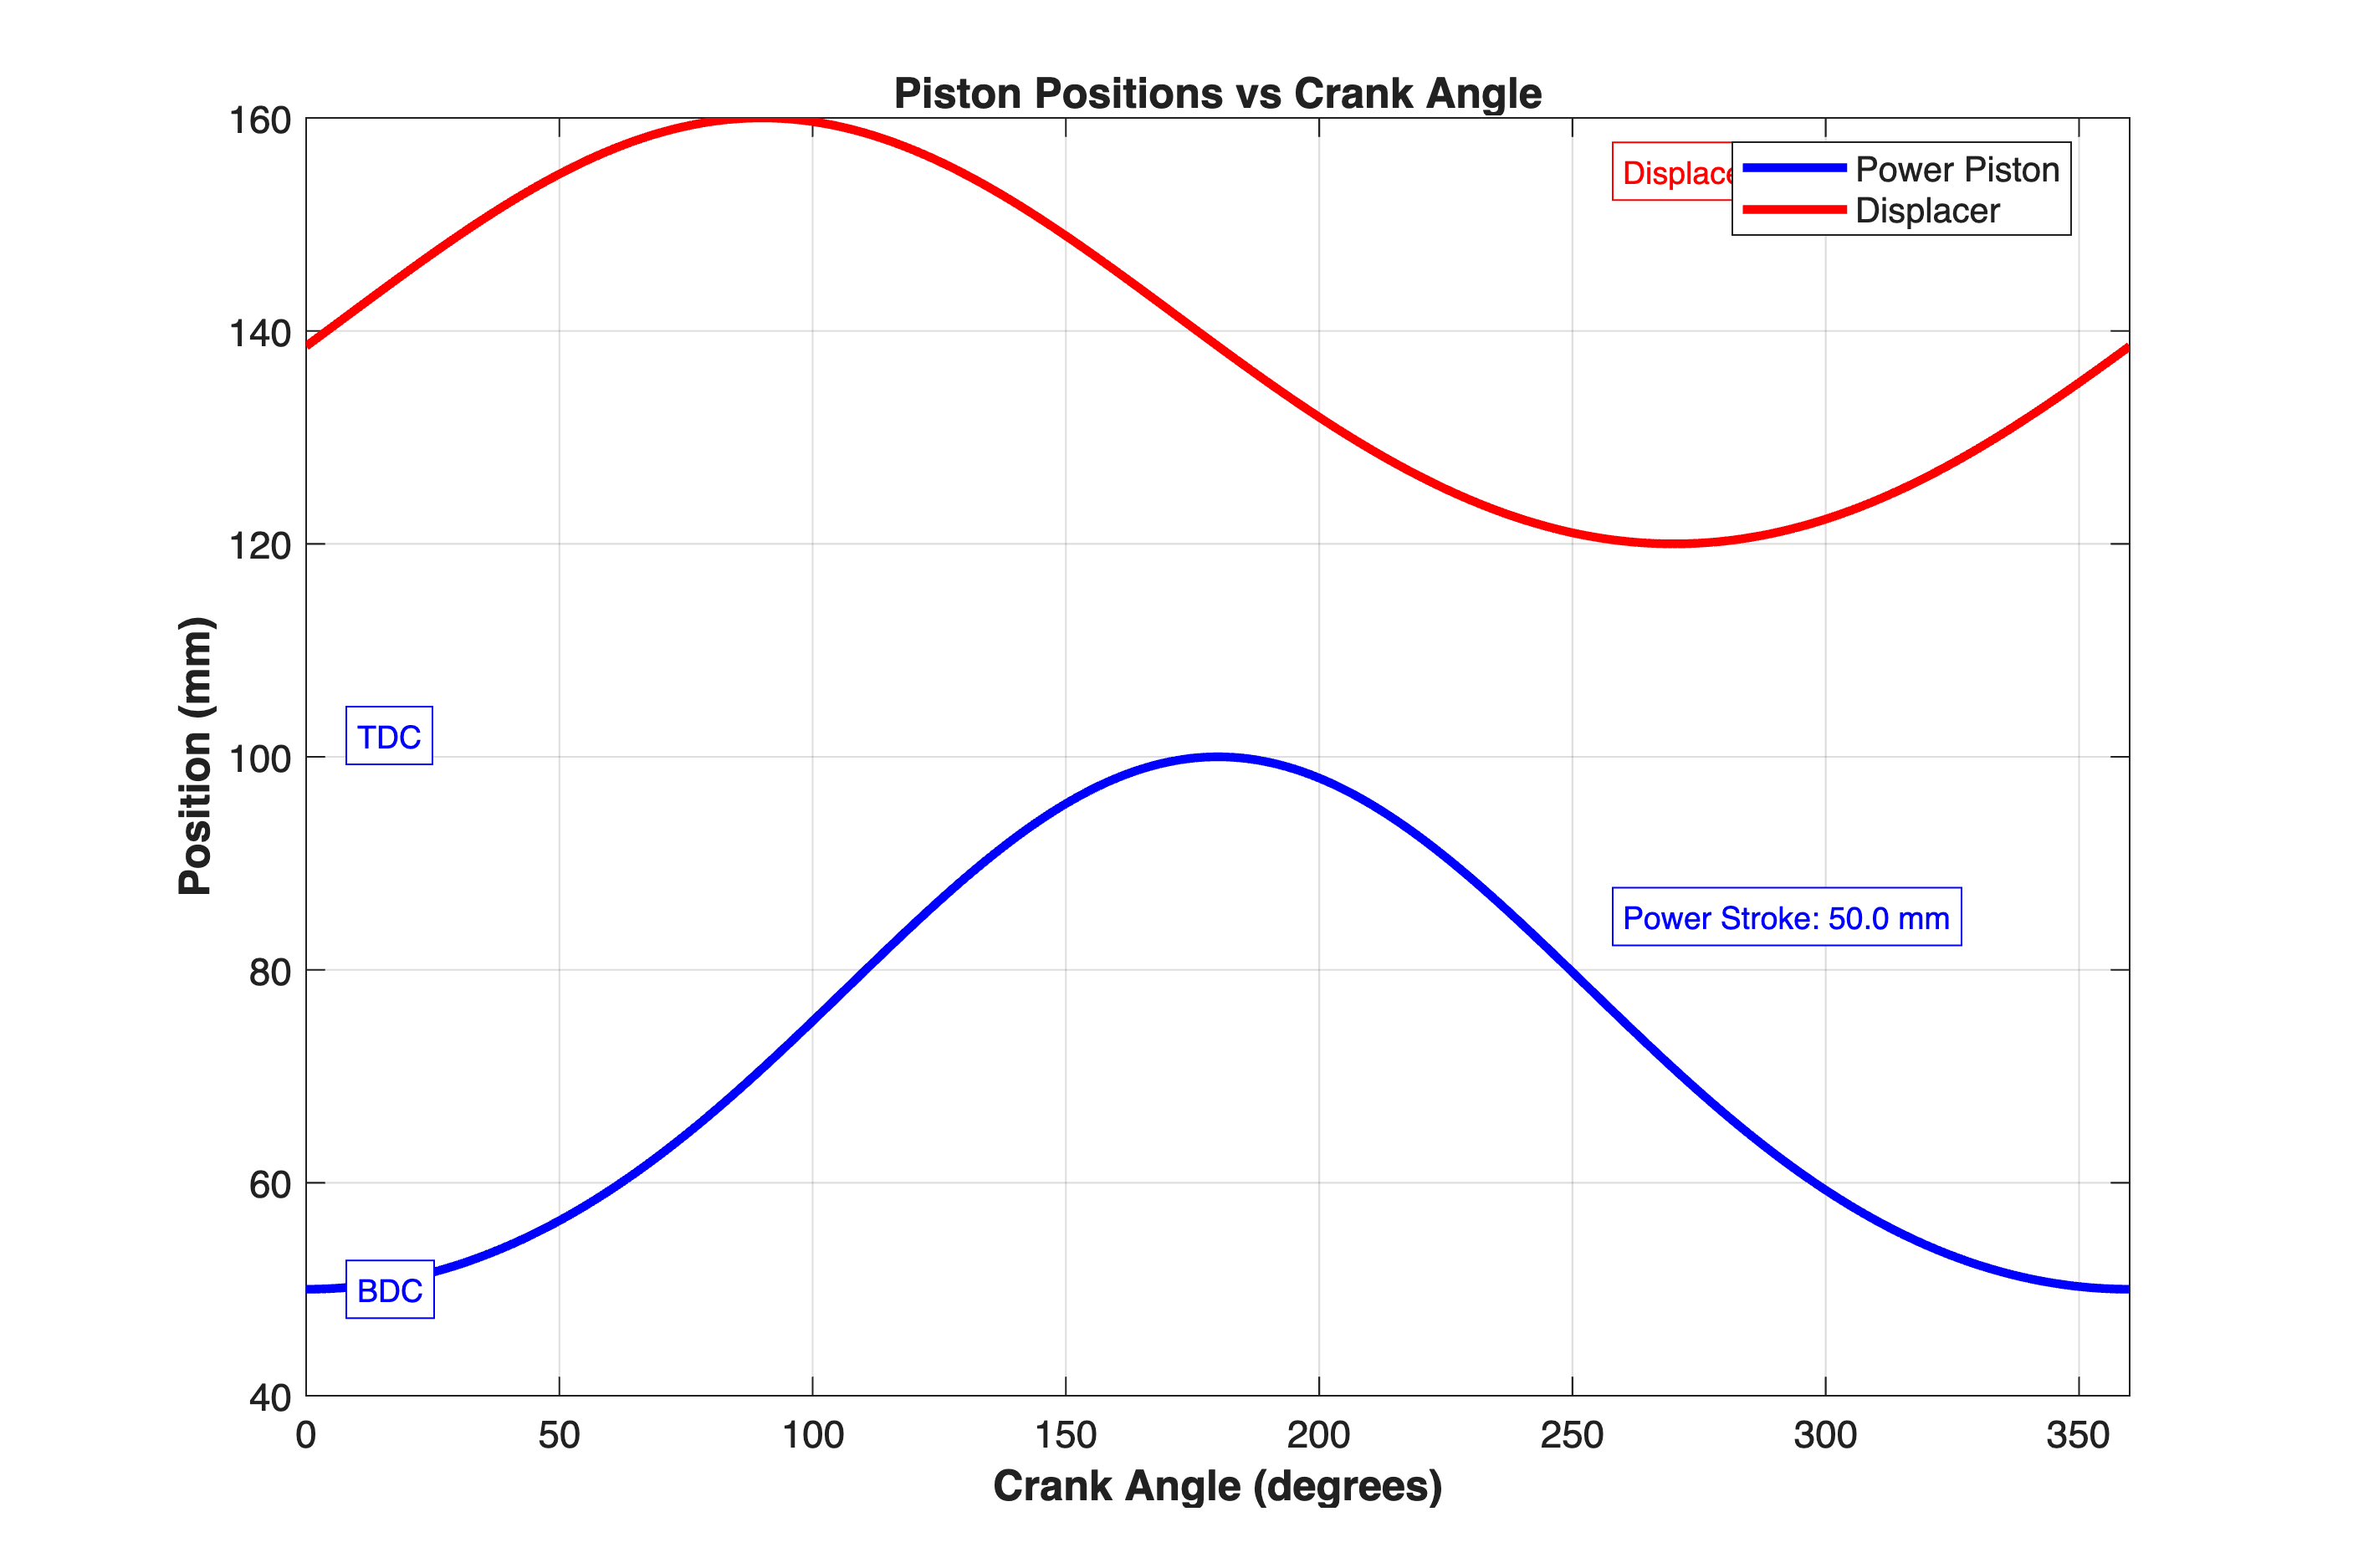 Piston Positions vs Crank Angle
160
140
120
100
80
60
40
Position (mm)
Power Piston
Displacer
TDC
Power Stroke: 50.0 mm
BDC
0 50 100 150 200 250 300 350
Crank Angle (degrees)